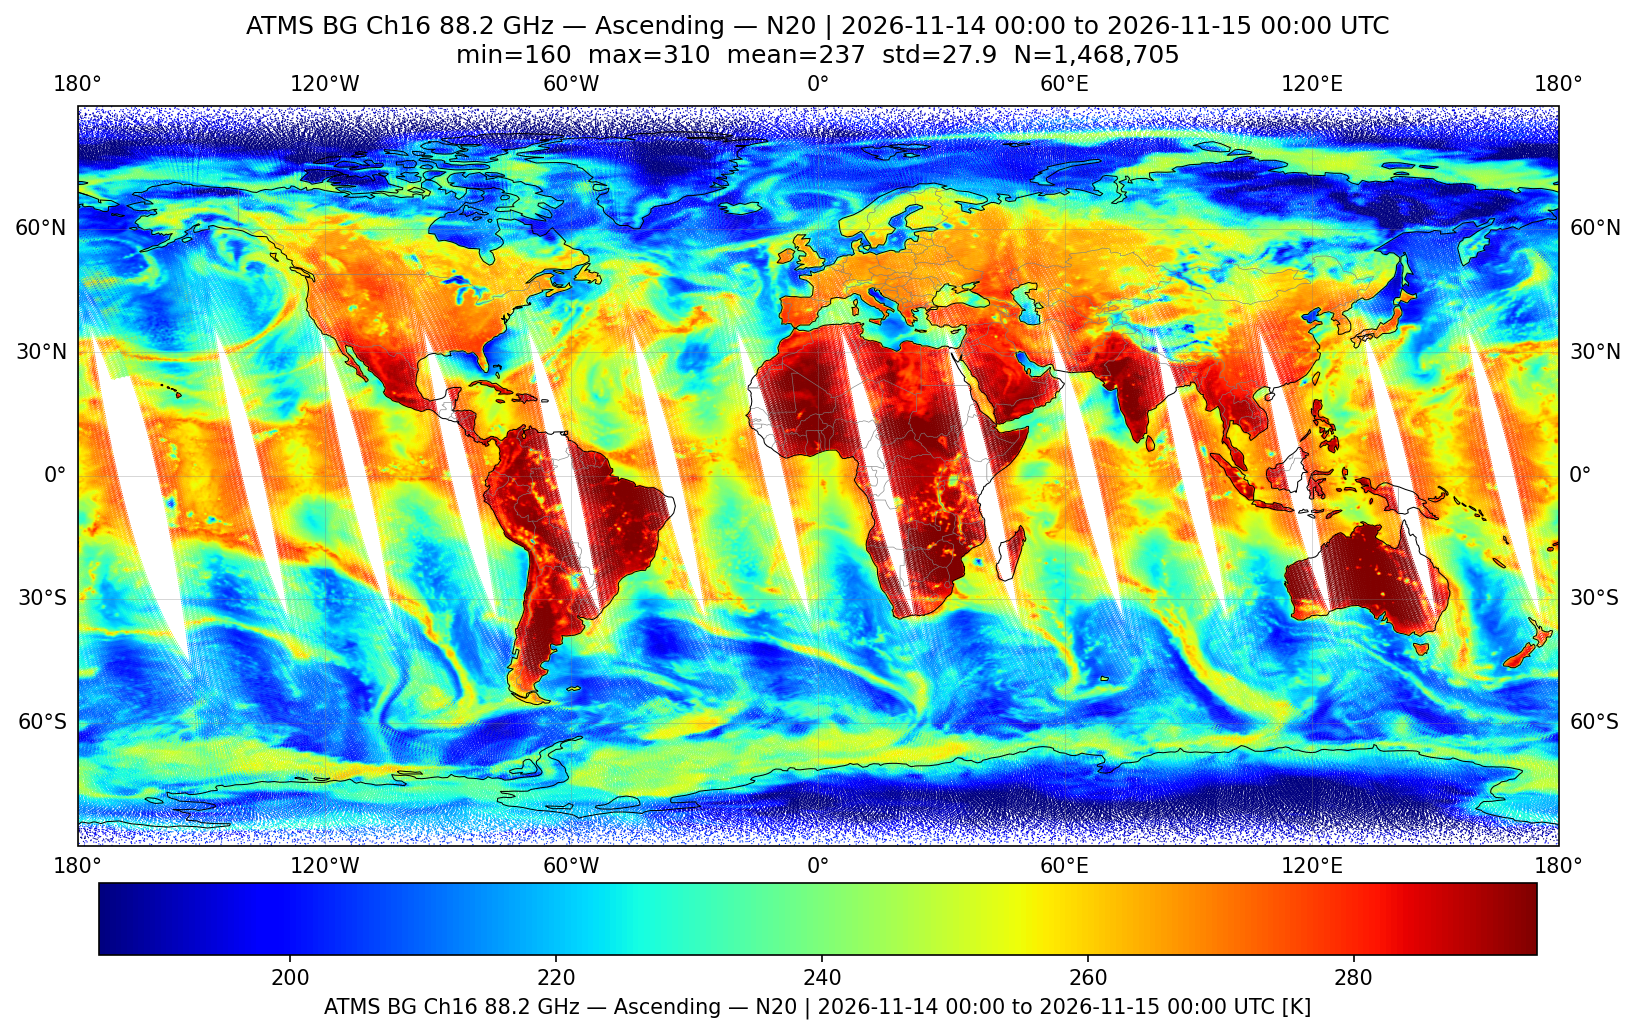 ATMS BG Ch16 88.2 GHz — Ascending — N20 | 2026-11-14 00:00 to 2026-11-15 00:00 UTC
min=160 max=310 mean=237 std=27.9 N=1,468,705
180° 120°W 60°W 0° 60°E 120°E 180°
60°N 60°N
30°N 30°N
0° 0°
30°S 30°S
60°S 60°S
180° 120°W 60°W 0° 60°E 120°E 180°
200 220 240 260 280
ATMS BG Ch16 88.2 GHz — Ascending — N20 | 2026-11-14 00:00 to 2026-11-15 00:00 UTC [K]